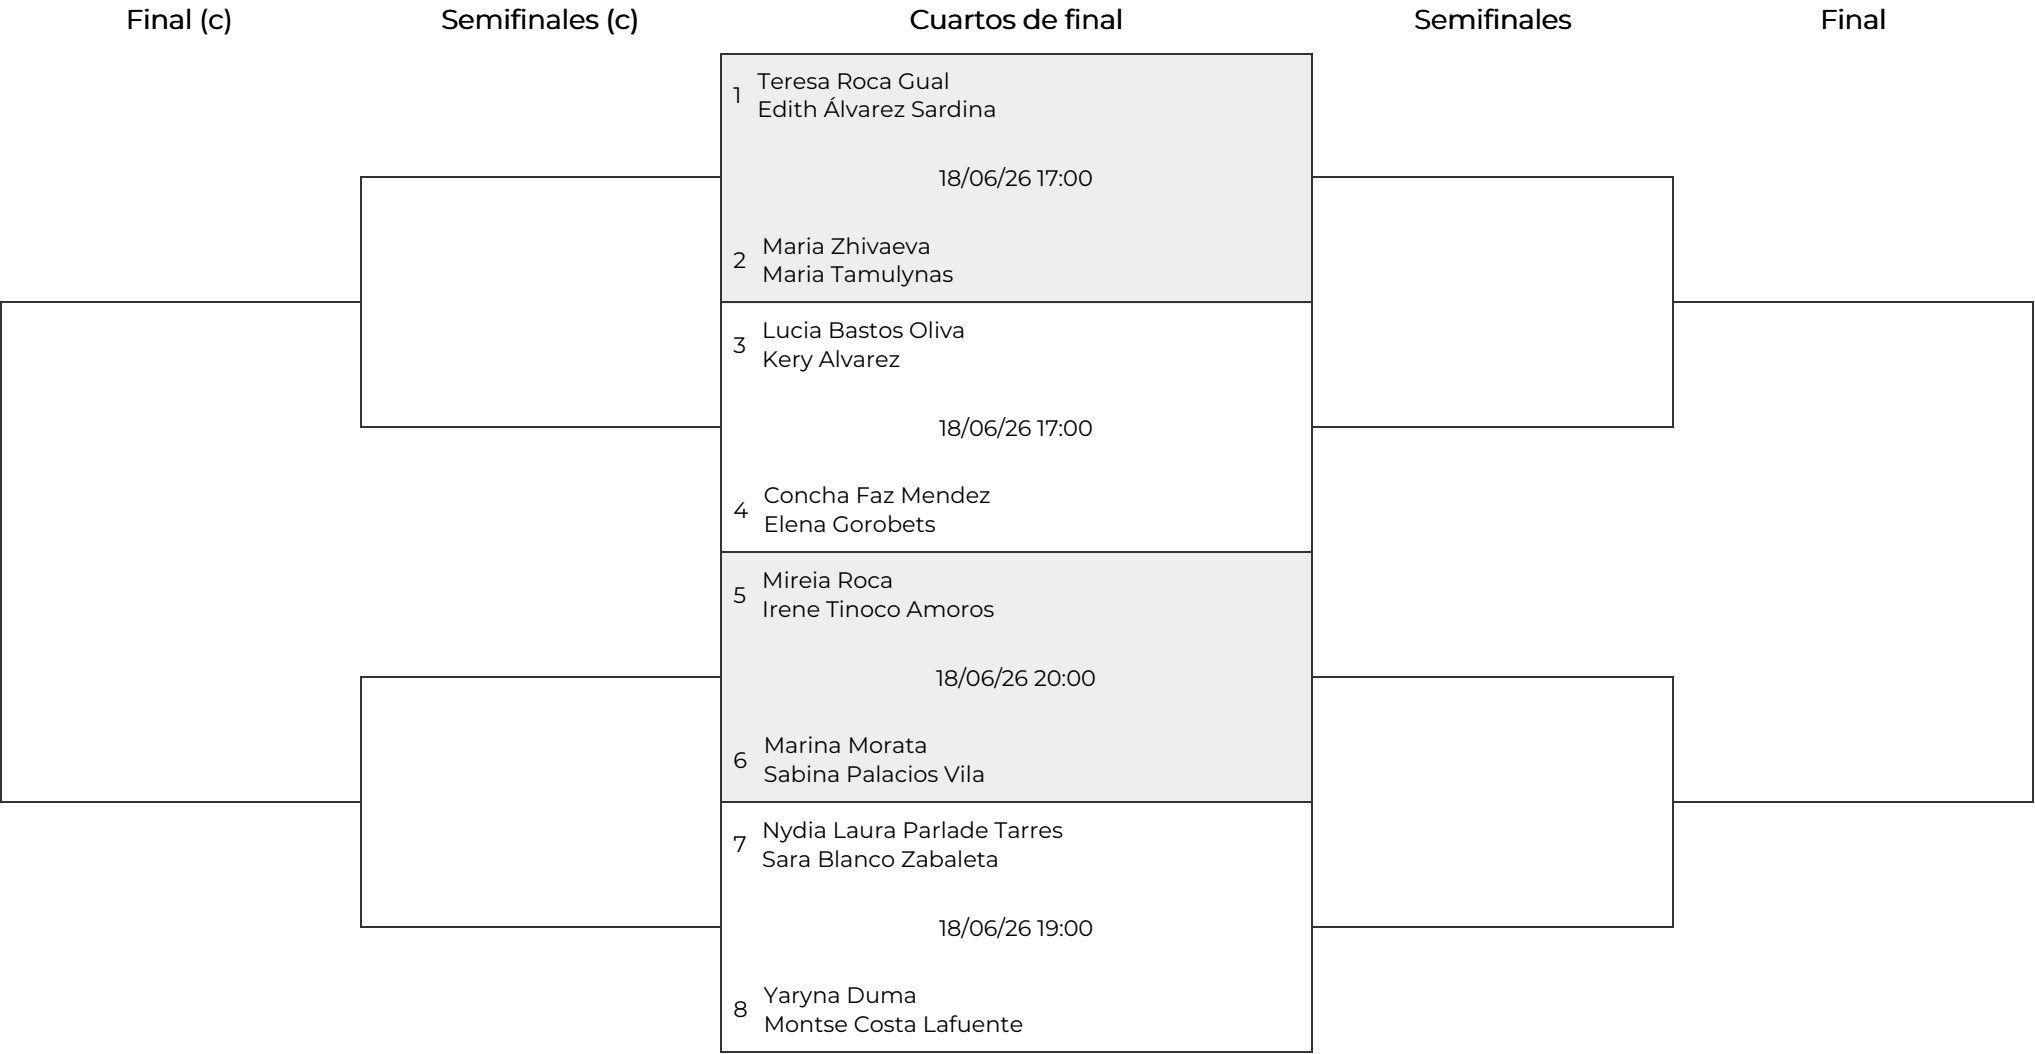 Final (c)
Semifinales (c)
Cuartos de final
Semifinales
Final
1
Teresa Roca Gual
Edith Álvarez Sardina
18/06/26 17:00
2
Maria Zhivaeva
Maria Tamulynas
3
Lucia Bastos Oliva
Kery Alvarez
18/06/26 17:00
4
Concha Faz Mendez
Elena Gorobets
5
Mireia Roca
Irene Tinoco Amoros
18/06/26 20:00
6
Marina Morata
Sabina Palacios Vila
7
Nydia Laura Parlade Tarres
Sara Blanco Zabaleta
18/06/26 19:00
8
Yaryna Duma
Montse Costa Lafuente